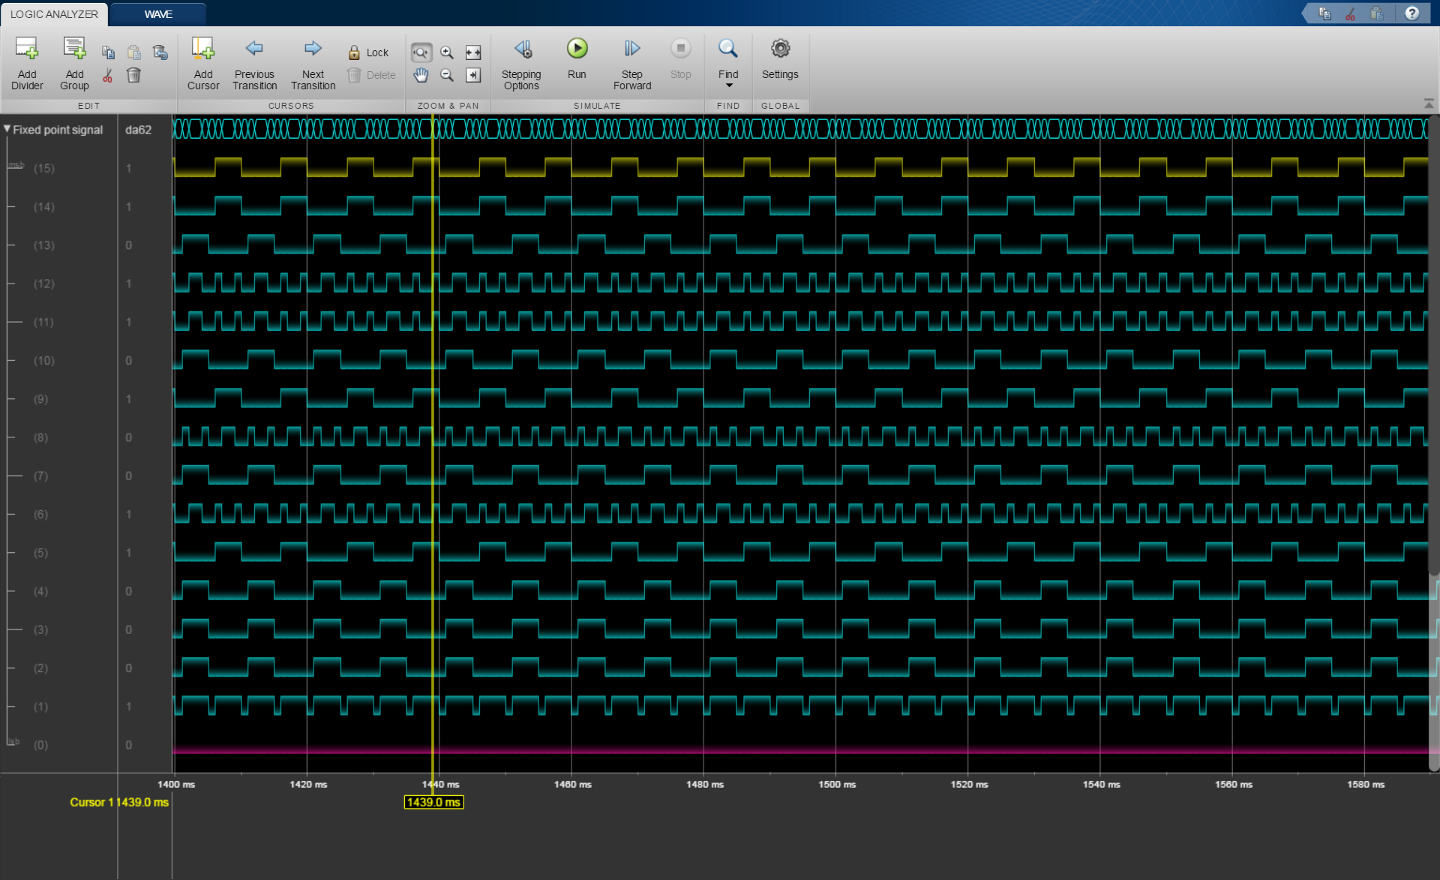 LOGIC ANALYZER WAVE
Add Divider
Add Group
Add Cursor
Previous Transition
Next Transition
Lock
Delete
Stepping Options
Run
Step Forward
Stop
Find
Settings
EDIT CURSORS ZOOM & PAN SIMULATE FIND GLOBAL
Fixed point signal da62
msb (15) 1
(14) 1
(13) 0
(12) 1
(11) 1
(10) 0
(9) 1
(8) 0
(7) 0
(6) 1
(5) 1
(4) 0
(3) 0
(2) 0
(1) 1
lsb (0) 0
1400 ms 1420 ms 1440 ms 1460 ms 1480 ms 1500 ms 1520 ms 1540 ms 1560 ms 1580 ms
Cursor 1 1439.0 ms 1439.0 ms